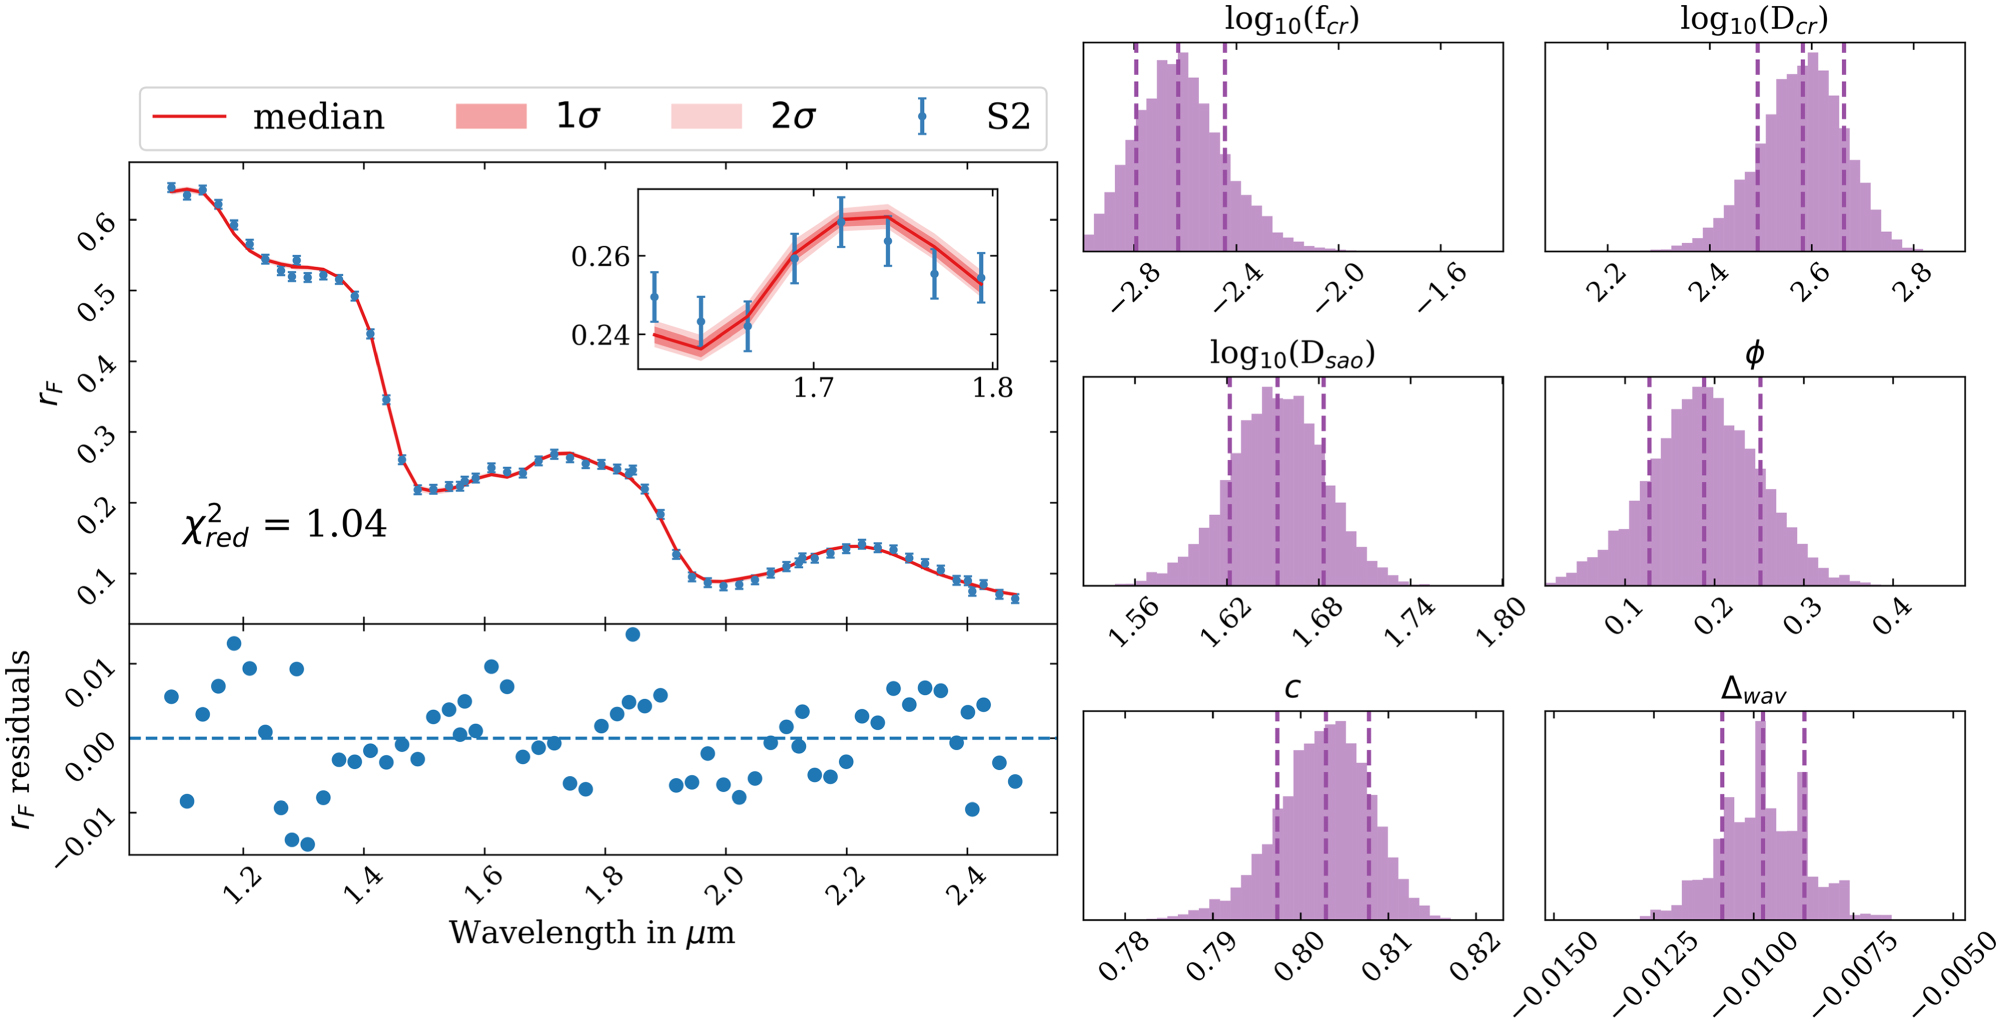 median 1σ 2σ S2
r_F
0.6
0.5
0.4
0.3
0.2
0.1
χ²_red = 1.04
0.26
0.24
1.7 1.8
r_F residuals
0.01
0.00
−0.01
1.2 1.4 1.6 1.8 2.0 2.2 2.4
Wavelength in μm
log₁₀(f_cr)
−2.8 −2.4 −2.0 −1.6
log₁₀(D_cr)
2.2 2.4 2.6 2.8
log₁₀(D_sao)
1.56 1.62 1.68 1.74 1.80
ϕ
0.1 0.2 0.3 0.4
c
0.78 0.79 0.80 0.81 0.82
Δ_wav
−0.0150 −0.0125 −0.0100 −0.0075 −0.0050